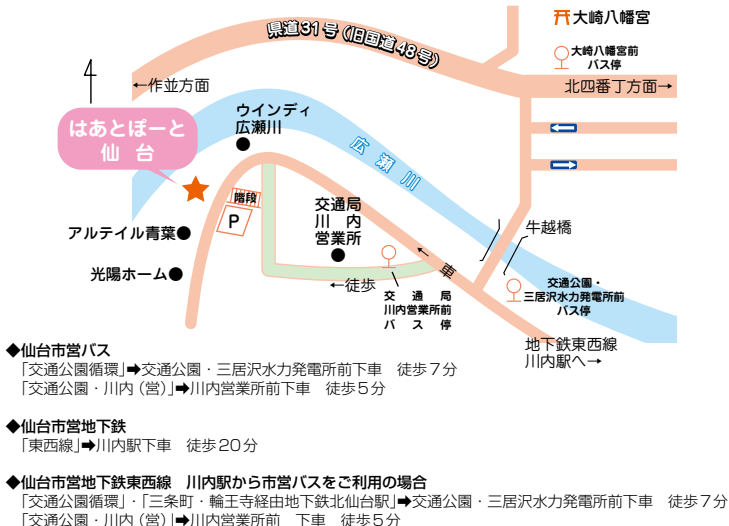 大崎八幡宮
県道31号(旧国道48号)
大崎八幡宮前
バス停
←作並方面
北四番丁方面→
ウインディ
広瀬川
はあとぽーと
仙台
広瀬川
階段
P
交通局
川内
営業所
牛越橋
アルテイル青葉●
←車
光陽ホーム●
←徒歩
交通局
川内営業所前
バス停
交通公園・
三居沢水力発電所前
バス停
地下鉄東西線
川内駅へ→
◆仙台市営バス
「交通公園循環」➡交通公園・三居沢水力発電所前下車 徒歩7分
「交通公園・川内(営)」➡川内営業所前下車 徒歩5分
◆仙台市営地下鉄
「東西線」➡川内駅下車 徒歩20分
◆仙台市営地下鉄東西線 川内駅から市営バスをご利用の場合
「交通公園循環」・「三条町・輪王寺経由地下鉄北仙台駅」➡交通公園・三居沢水力発電所前下車 徒歩7分
「交通公園・川内(営)」➡川内営業所前 下車 徒歩5分